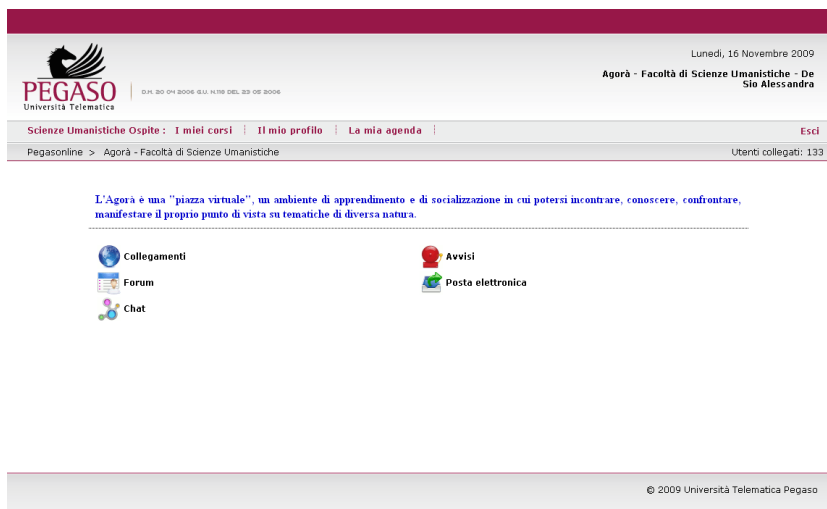 Lunedi, 16 Novembre 2009
Agorà - Facoltà di Scienze Umanistiche - De
Sio Alessandra
PEGASO
Università Telematica
D.M. 20 04 2006 G.U. N.118 DEL 23 05 2006
Scienze Umanistiche Ospite : I miei corsi Il mio profilo La mia agenda Esci
Pegasonline > Agorà - Facoltà di Scienze Umanistiche Utenti collegati: 133
L'Agorà è una "piazza virtuale", un ambiente di apprendimento e di socializzazione in cui potersi incontrare, conoscere, confrontare,
manifestare il proprio punto di vista su tematiche di diversa natura.
Collegamenti Avvisi
Forum Posta elettronica
Chat
© 2009 Università Telematica Pegaso